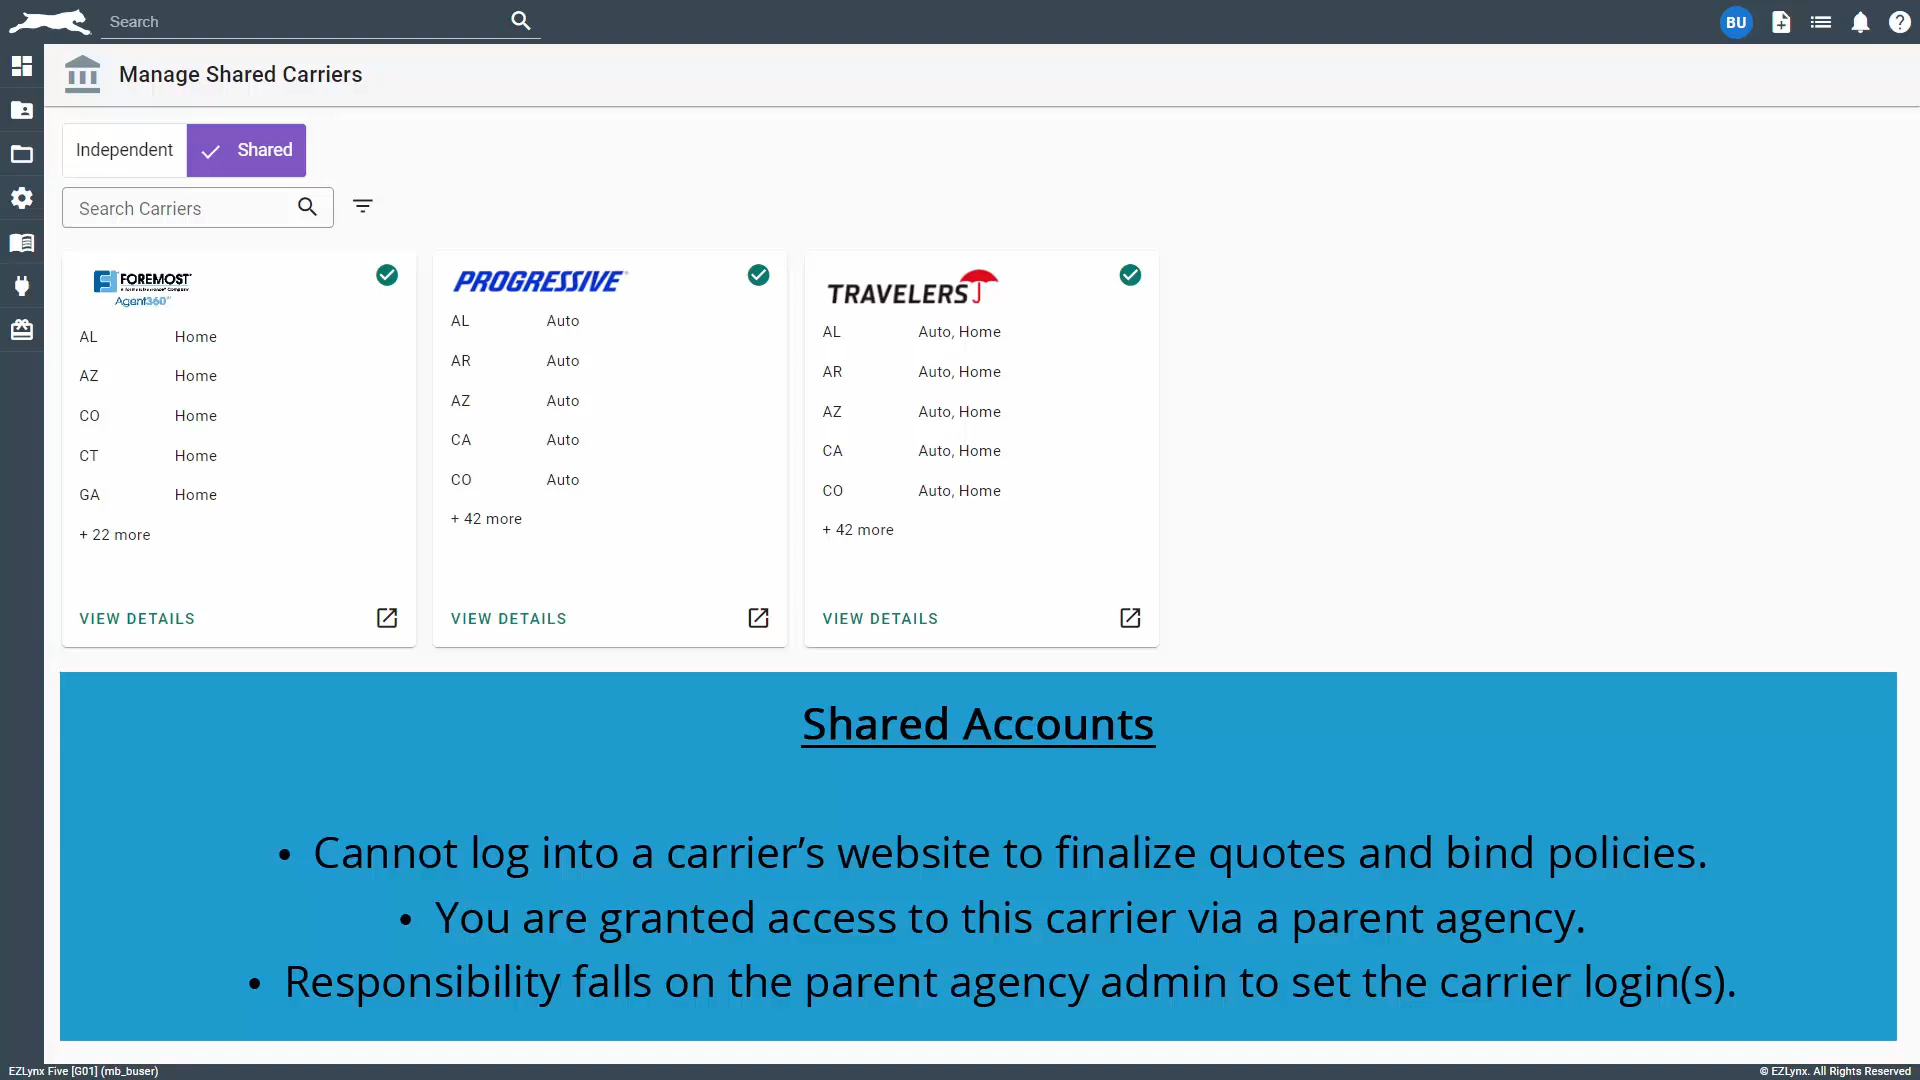 Search
BU
Manage Shared Carriers
Independent
Shared
Search Carriers
FOREMOST
Agent360
AL Home
AZ Home
CO Home
CT Home
GA Home
+ 22 more
VIEW DETAILS
PROGRESSIVE
AL Auto
AR Auto
AZ Auto
CA Auto
CO Auto
+ 42 more
VIEW DETAILS
TRAVELERS
AL Auto, Home
AR Auto, Home
AZ Auto, Home
CA Auto, Home
CO Auto, Home
+ 42 more
VIEW DETAILS
Shared Accounts
• Cannot log into a carrier’s website to finalize quotes and bind policies.
• You are granted access to this carrier via a parent agency.
• Responsibility falls on the parent agency admin to set the carrier login(s).
EZLynx Five [G01] (mb_buser)
© EZLynx. All Rights Reserved